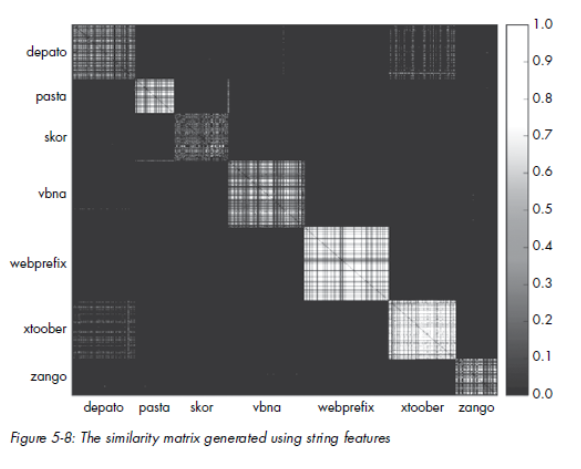 depato
pasta
skor
vbna
webprefix
xtoober
zango
depato pasta skor vbna webprefix xtoober zango
1.0
0.9
0.8
0.7
0.6
0.5
0.4
0.3
0.2
0.1
0.0
Figure 5-8: The similarity matrix generated using string features